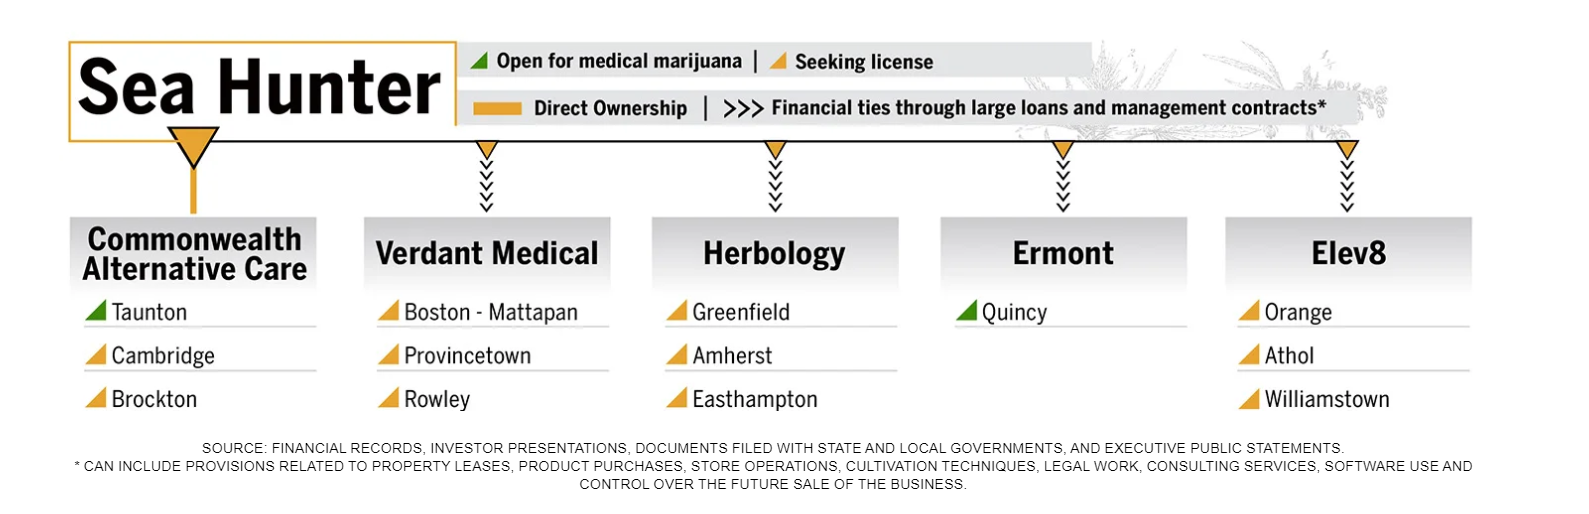 Sea Hunter
Open for medical marijuana | Seeking license
Direct Ownership | >>> Financial ties through large loans and management contracts*
Commonwealth
Alternative Care
Taunton
Cambridge
Brockton
Verdant Medical
Boston - Mattapan
Provincetown
Rowley
Herbology
Greenfield
Amherst
Easthampton
Ermont
Quincy
Elev8
Orange
Athol
Williamstown
SOURCE: FINANCIAL RECORDS, INVESTOR PRESENTATIONS, DOCUMENTS FILED WITH STATE AND LOCAL GOVERNMENTS, AND EXECUTIVE PUBLIC STATEMENTS.
* CAN INCLUDE PROVISIONS RELATED TO PROPERTY LEASES, PRODUCT PURCHASES, STORE OPERATIONS, CULTIVATION TECHNIQUES, LEGAL WORK, CONSULTING SERVICES, SOFTWARE USE AND
CONTROL OVER THE FUTURE SALE OF THE BUSINESS.